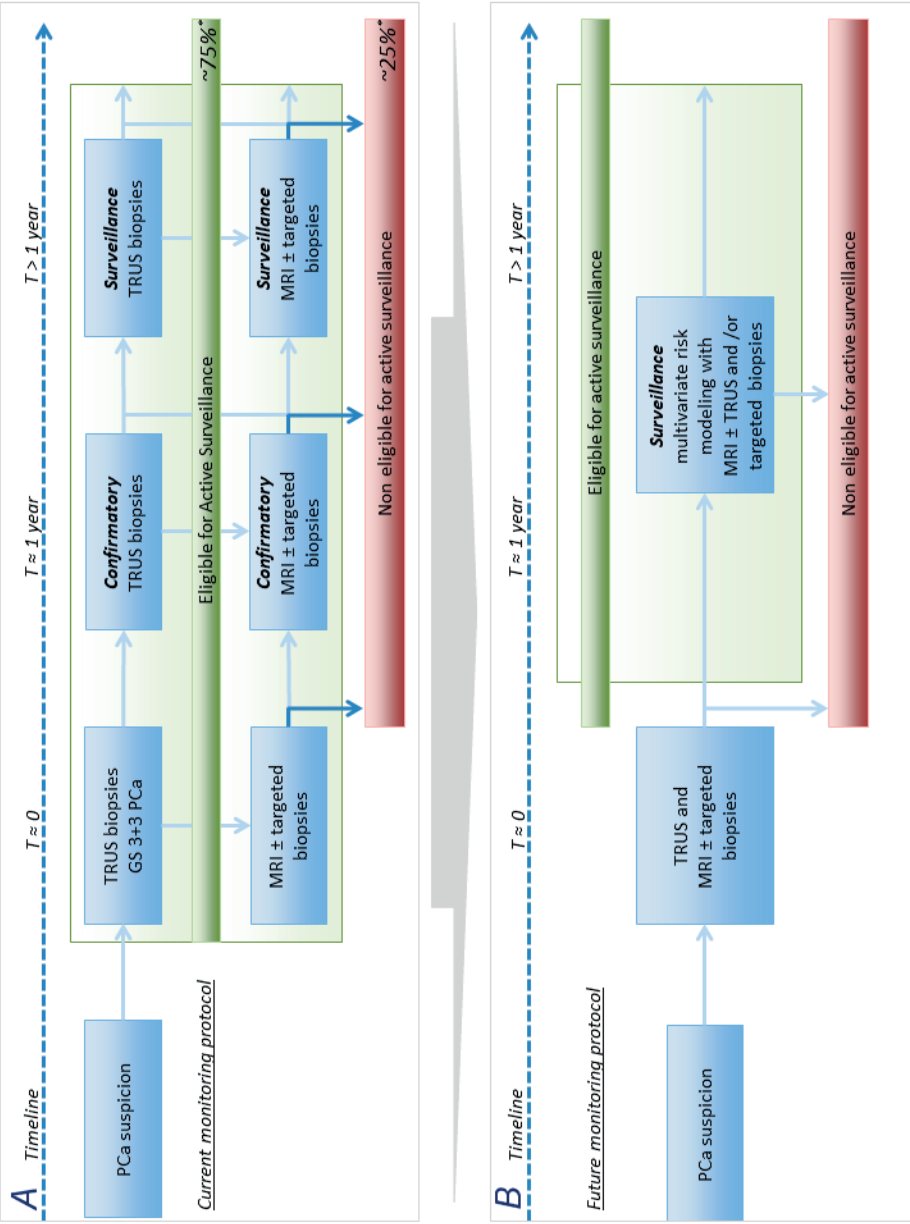 A
Timeline
T ≈ 0
T ≈ 1 year
T > 1 year
PCa suspicion
TRUS biopsies
GS 3+3 PCa
Confirmatory
TRUS biopsies
Surveillance
TRUS biopsies
Eligible for Active Surveillance
~75%*
Current monitoring protocol
MRI ± targeted
biopsies
Confirmatory
MRI ± targeted
biopsies
Surveillance
MRI ± targeted
biopsies
Non eligible for active surveillance
~25%*
B
Timeline
T ≈ 0
T ≈ 1 year
T > 1 year
Future monitoring protocol
Eligible for active surveillance
PCa suspicion
TRUS and
MRI ± targeted
biopsies
Surveillance
multivariate risk
modeling with
MRI ± TRUS and /or
targeted biopsies
Non eligible for active surveillance